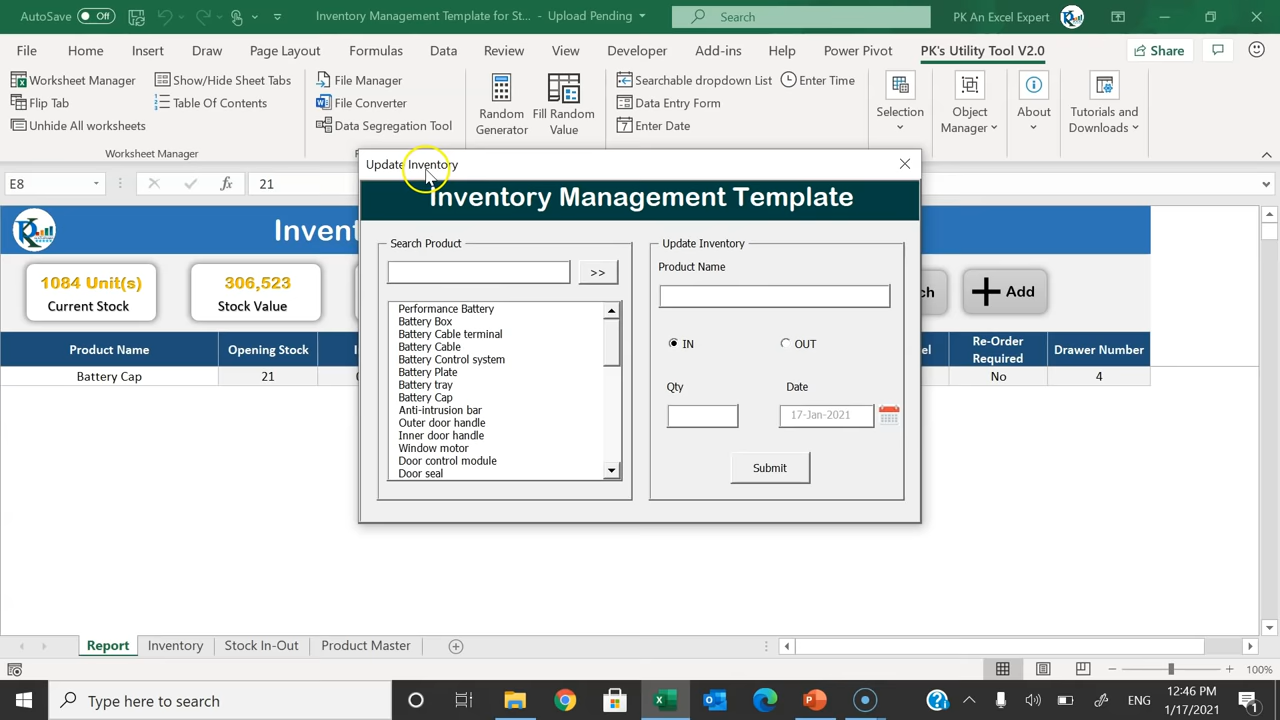 AutoSave Off
Inventory Management Template for St... - Upload Pending
Search
PK An Excel Expert
File Home Insert Draw Page Layout Formulas Data Review View Developer Add-ins Help Power Pivot PK's Utility Tool V2.0 Share
Worksheet Manager Show/Hide Sheet Tabs File Manager Searchable dropdown List Enter Time
Flip Tab Table Of Contents File Converter Data Entry Form
Unhide All worksheets Data Segregation Tool Enter Date
Random Generator
Fill Random Value
Selection
Object Manager
About
Tutorials and Downloads
Worksheet Manager
E8 fx 21
Update Inventory
Inventory Management Template
Search Product
>>
Performance Battery
Battery Box
Battery Cable terminal
Battery Cable
Battery Control system
Battery Plate
Battery tray
Battery Cap
Anti-intrusion bar
Outer door handle
Inner door handle
Window motor
Door control module
Door seal
Update Inventory
Product Name
IN OUT
Qty Date
17-Jan-2021
Submit
Inven
1084 Unit(s)
Current Stock
306,523
Stock Value
Add
Product Name Opening Stock Re-Order Required Drawer Number
Battery Cap 21 No 4
Report Inventory Stock In-Out Product Master
100%
Type here to search
ENG
12:46 PM
1/17/2021